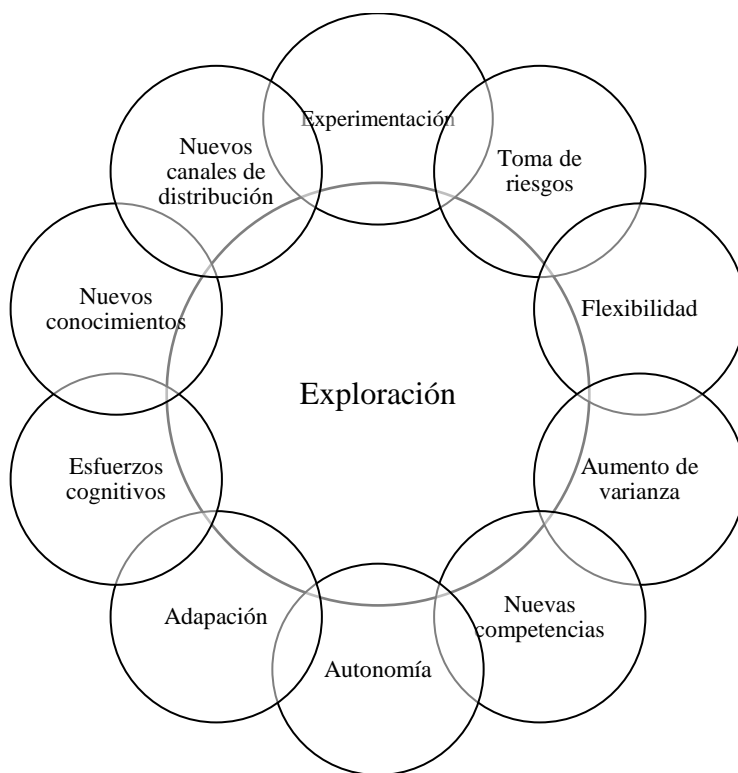 Experimentación
Toma de
riesgos
Flexibilidad
Aumento de
varianza
Nuevas
competencias
Autonomía
Adapación
Esfuerzos
cognitivos
Nuevos
conocimientos
Nuevos
canales de
distribución
Exploración